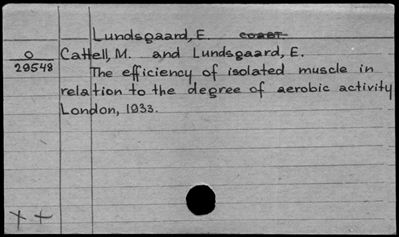 Lundsgaard, E. coaut.
O
29548
Cattell, M. and Lundsgaard, E.
The efficiency of isolated muscle in
relation to the degree of aerobic activity
London, 1933.
++